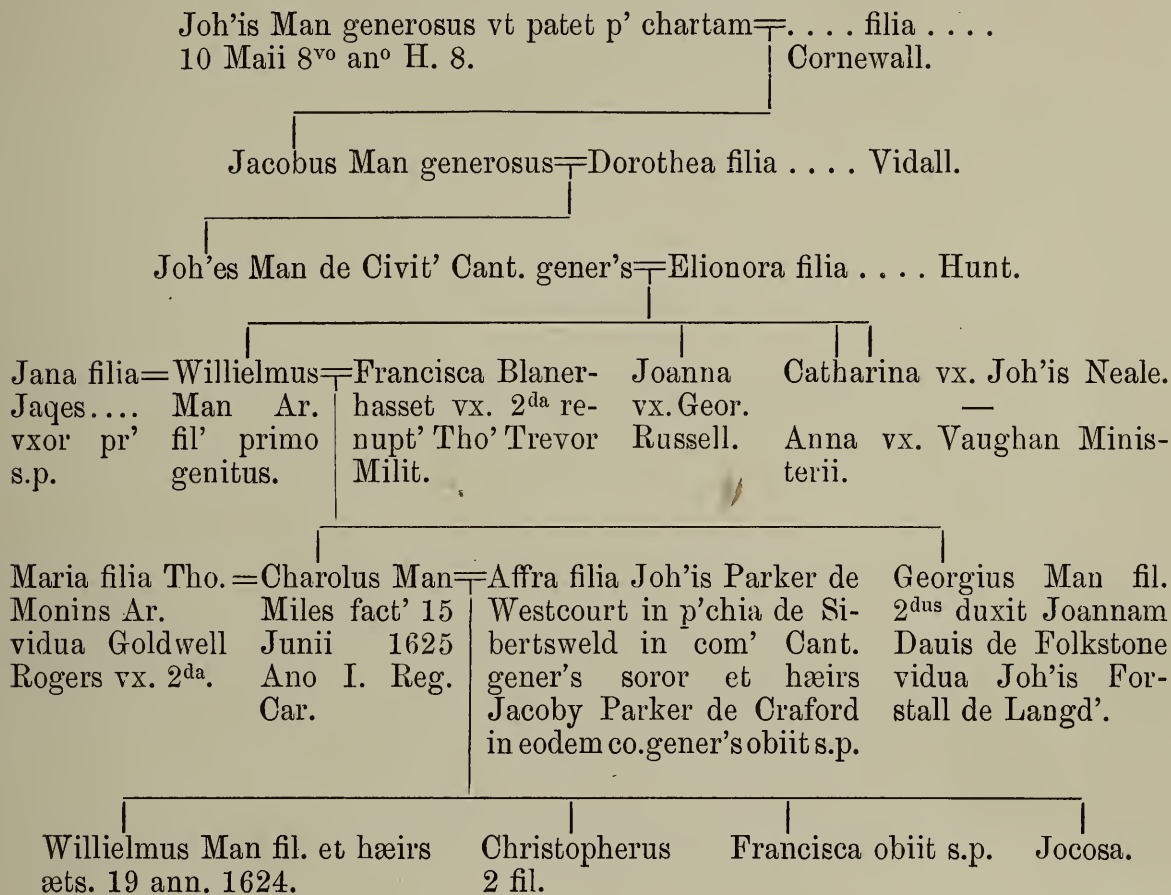 Joh'is Man generosus vt patet p' chartam=. . . . filia . . . .
10 Maii 8vo ano H. 8. Cornewall.
Jacobus Man generosus=Dorothea filia . . . . Vidall.
Joh'es Man de Civit' Cant. gener's=Elionora filia . . . . Hunt.
Jana filia=
Jaqes....
vxor pr'
s.p.
Willielmus=
Man Ar.
fil' primo
genitus.
Francisca Blaner-
hasset vx. 2da re-
nupt' Tho' Trevor
Milit.
Joanna
vx. Geor.
Russell.
Catharina vx. Joh'is Neale.
—
Anna vx. Vaughan Minis-
terii.
Maria filia Tho.=
Monins Ar.
vidua Goldwell
Rogers vx. 2da.
Charolus Man=
Miles fact' 15
Junii 1625
Ano I. Reg.
Car.
Affra filia Joh'is Parker de
Westcourt in p'chia de Si-
bertsweld in com' Cant.
gener's soror et hæirs
Jacoby Parker de Craford
in eodem co. gener's obiit s.p.
Georgius Man fil.
2dus duxit Joannam
Dauis de Folkstone
vidua Joh'is For-
stall de Langd'.
Willielmus Man fil. et hæirs
æts. 19 ann. 1624.
Christopherus
2 fil.
Francisca obiit s.p.
Jocosa.